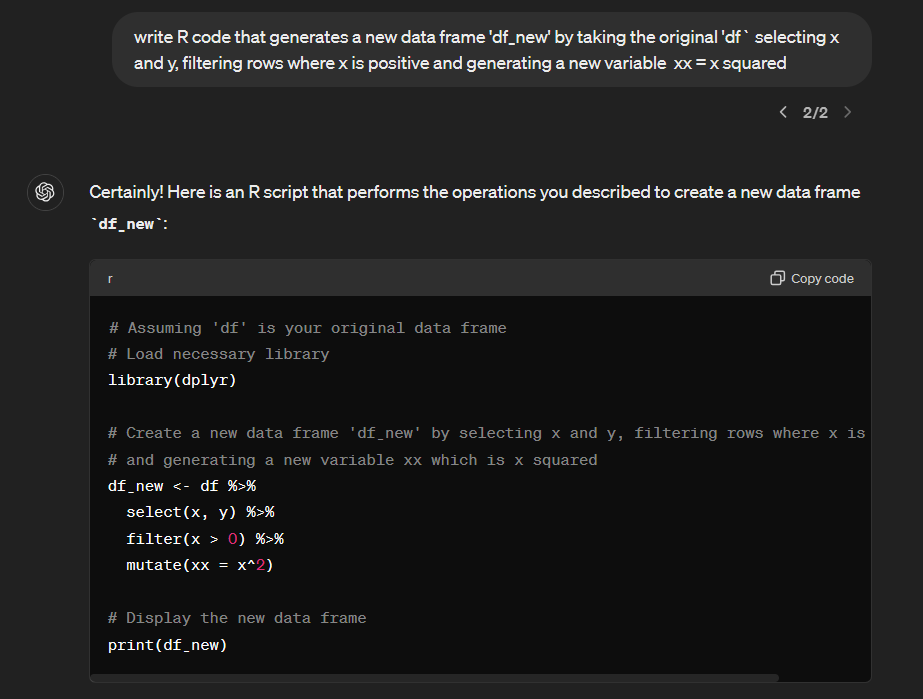 write R code that generates a new data frame 'df_new' by taking the original 'df` selecting x
and y, filtering rows where x is positive and generating a new variable  xx = x squared
2/2
Certainly! Here is an R script that performs the operations you described to create a new data frame
`df_new`:
r
Copy code
# Assuming 'df' is your original data frame
# Load necessary library
library(dplyr)
# Create a new data frame 'df_new' by selecting x and y, filtering rows where x is
# and generating a new variable xx which is x squared
df_new <- df %>%
  select(x, y) %>%
  filter(x > 0) %>%
  mutate(xx = x^2)
# Display the new data frame
print(df_new)